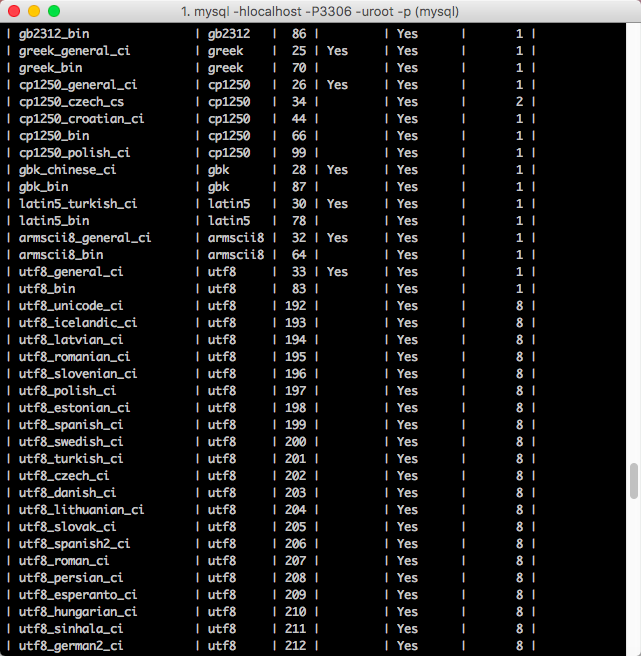 1. mysql -hlocalhost -P3306 -uroot -p (mysql)
| gb2312_bin | gb2312 | 86 | | Yes | 1 |
| greek_general_ci | greek | 25 | Yes | Yes | 1 |
| greek_bin | greek | 70 | | Yes | 1 |
| cp1250_general_ci | cp1250 | 26 | Yes | Yes | 1 |
| cp1250_czech_cs | cp1250 | 34 | | Yes | 2 |
| cp1250_croatian_ci | cp1250 | 44 | | Yes | 1 |
| cp1250_bin | cp1250 | 66 | | Yes | 1 |
| cp1250_polish_ci | cp1250 | 99 | | Yes | 1 |
| gbk_chinese_ci | gbk | 28 | Yes | Yes | 1 |
| gbk_bin | gbk | 87 | | Yes | 1 |
| latin5_turkish_ci | latin5 | 30 | Yes | Yes | 1 |
| latin5_bin | latin5 | 78 | | Yes | 1 |
| armscii8_general_ci | armscii8 | 32 | Yes | Yes | 1 |
| armscii8_bin | armscii8 | 64 | | Yes | 1 |
| utf8_general_ci | utf8 | 33 | Yes | Yes | 1 |
| utf8_bin | utf8 | 83 | | Yes | 1 |
| utf8_unicode_ci | utf8 | 192 | | Yes | 8 |
| utf8_icelandic_ci | utf8 | 193 | | Yes | 8 |
| utf8_latvian_ci | utf8 | 194 | | Yes | 8 |
| utf8_romanian_ci | utf8 | 195 | | Yes | 8 |
| utf8_slovenian_ci | utf8 | 196 | | Yes | 8 |
| utf8_polish_ci | utf8 | 197 | | Yes | 8 |
| utf8_estonian_ci | utf8 | 198 | | Yes | 8 |
| utf8_spanish_ci | utf8 | 199 | | Yes | 8 |
| utf8_swedish_ci | utf8 | 200 | | Yes | 8 |
| utf8_turkish_ci | utf8 | 201 | | Yes | 8 |
| utf8_czech_ci | utf8 | 202 | | Yes | 8 |
| utf8_danish_ci | utf8 | 203 | | Yes | 8 |
| utf8_lithuanian_ci | utf8 | 204 | | Yes | 8 |
| utf8_slovak_ci | utf8 | 205 | | Yes | 8 |
| utf8_spanish2_ci | utf8 | 206 | | Yes | 8 |
| utf8_roman_ci | utf8 | 207 | | Yes | 8 |
| utf8_persian_ci | utf8 | 208 | | Yes | 8 |
| utf8_esperanto_ci | utf8 | 209 | | Yes | 8 |
| utf8_hungarian_ci | utf8 | 210 | | Yes | 8 |
| utf8_sinhala_ci | utf8 | 211 | | Yes | 8 |
| utf8_german2_ci | utf8 | 212 | | Yes | 8 |